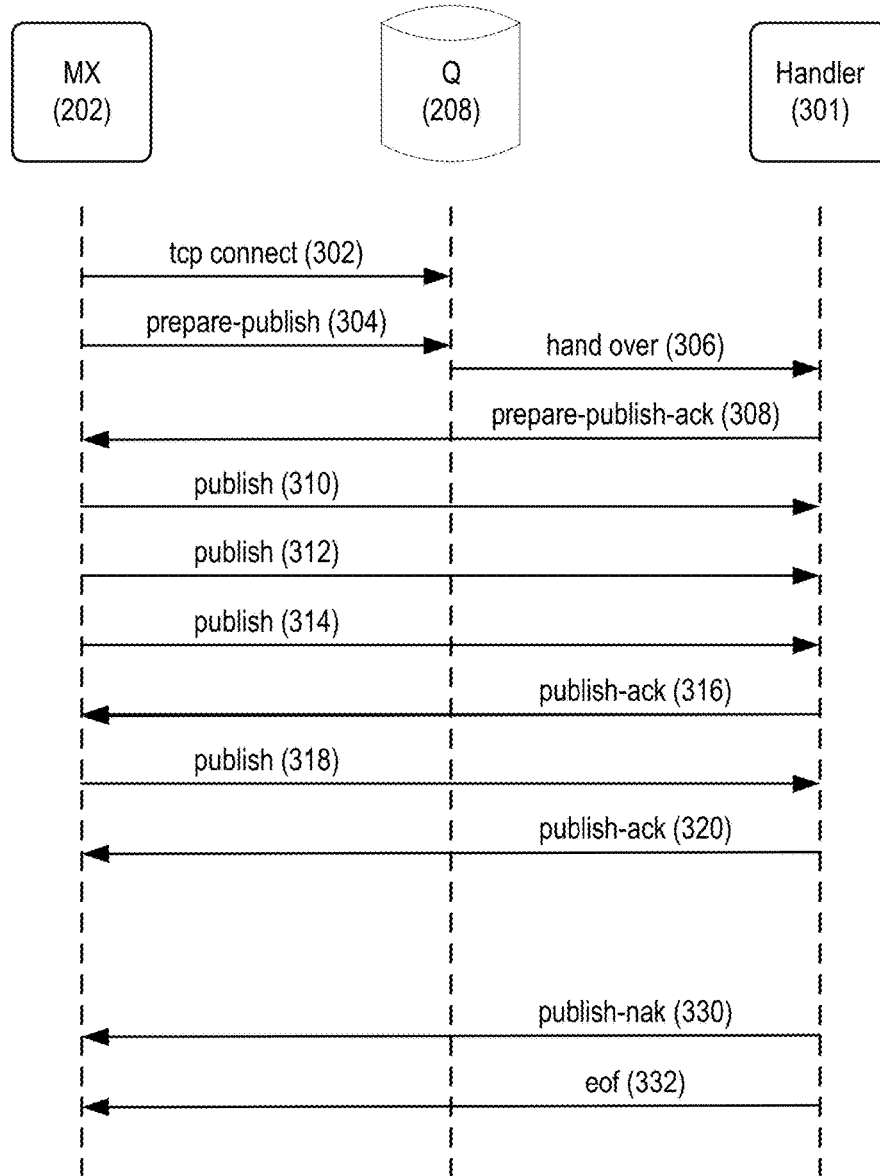 MX
(202)
Q
(208)
Handler
(301)
tcp connect (302)
prepare-publish (304)
hand over (306)
prepare-publish-ack (308)
publish (310)
publish (312)
publish (314)
publish-ack (316)
publish (318)
publish-ack (320)
publish-nak (330)
eof (332)